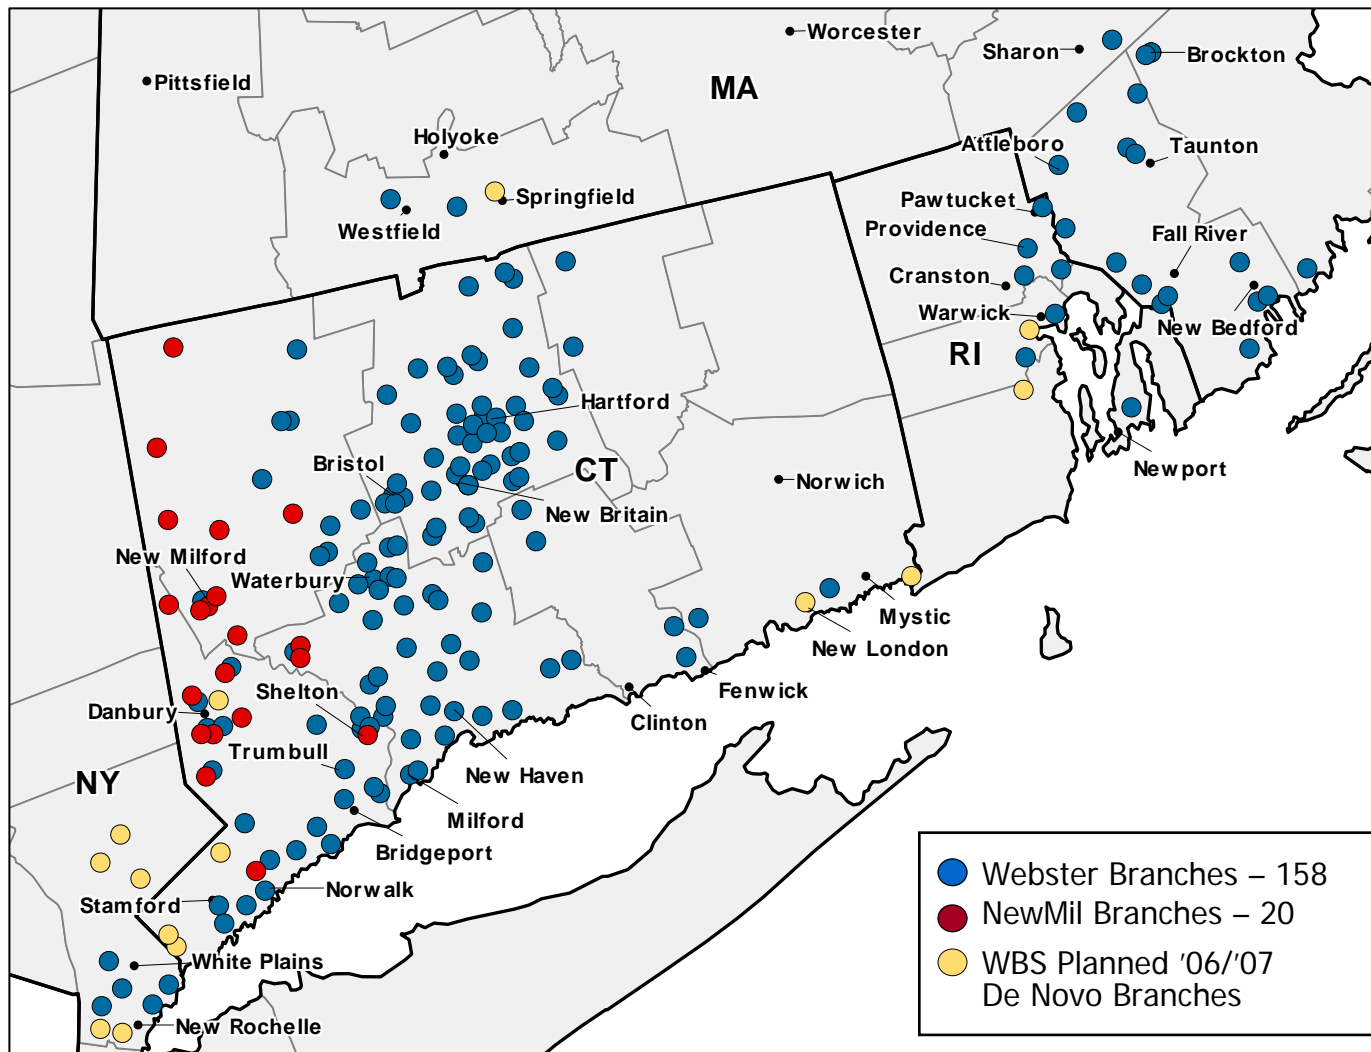 Worcester
Sharon
Brockton
Pittsfield
MA
Holyoke
Attleboro
Taunton
Springfield
Westfield
Pawtucket
Providence
Fall River
Cranston
Warwick
New Bedford
RI
Hartford
Bristol
CT
Newport
Norwich
New Britain
New Milford
Waterbury
Mystic
New London
Shelton
Fenwick
Danbury
Clinton
Trumbull
New Haven
NY
Milford
Bridgeport
Norwalk
Stamford
White Plains
New Rochelle
Webster Branches – 158
NewMil Branches – 20
WBS Planned '06/'07
De Novo Branches